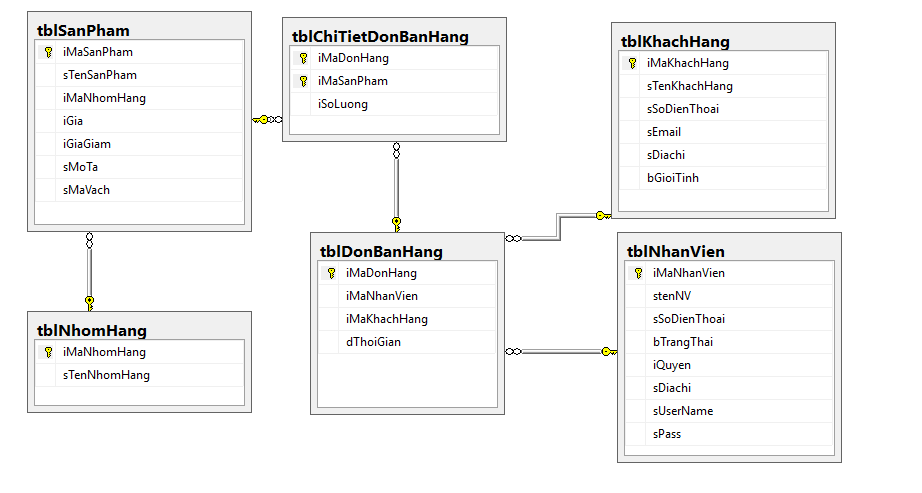 tblSanPham
iMaSanPham
sTenSanPham
iMaNhomHang
iGia
iGiaGiam
sMoTa
sMaVach
tblChiTietDonBanHang
iMaDonHang
iMaSanPham
iSoLuong
tblKhachHang
iMaKhachHang
sTenKhachHang
sSoDienThoai
sEmail
sDiachi
bGioiTinh
tblDonBanHang
iMaDonHang
iMaNhanVien
iMaKhachHang
dThoiGian
tblNhanVien
iMaNhanVien
stenNV
sSoDienThoai
bTrangThai
iQuyen
sDiachi
sUserName
sPass
tblNhomHang
iMaNhomHang
sTenNhomHang